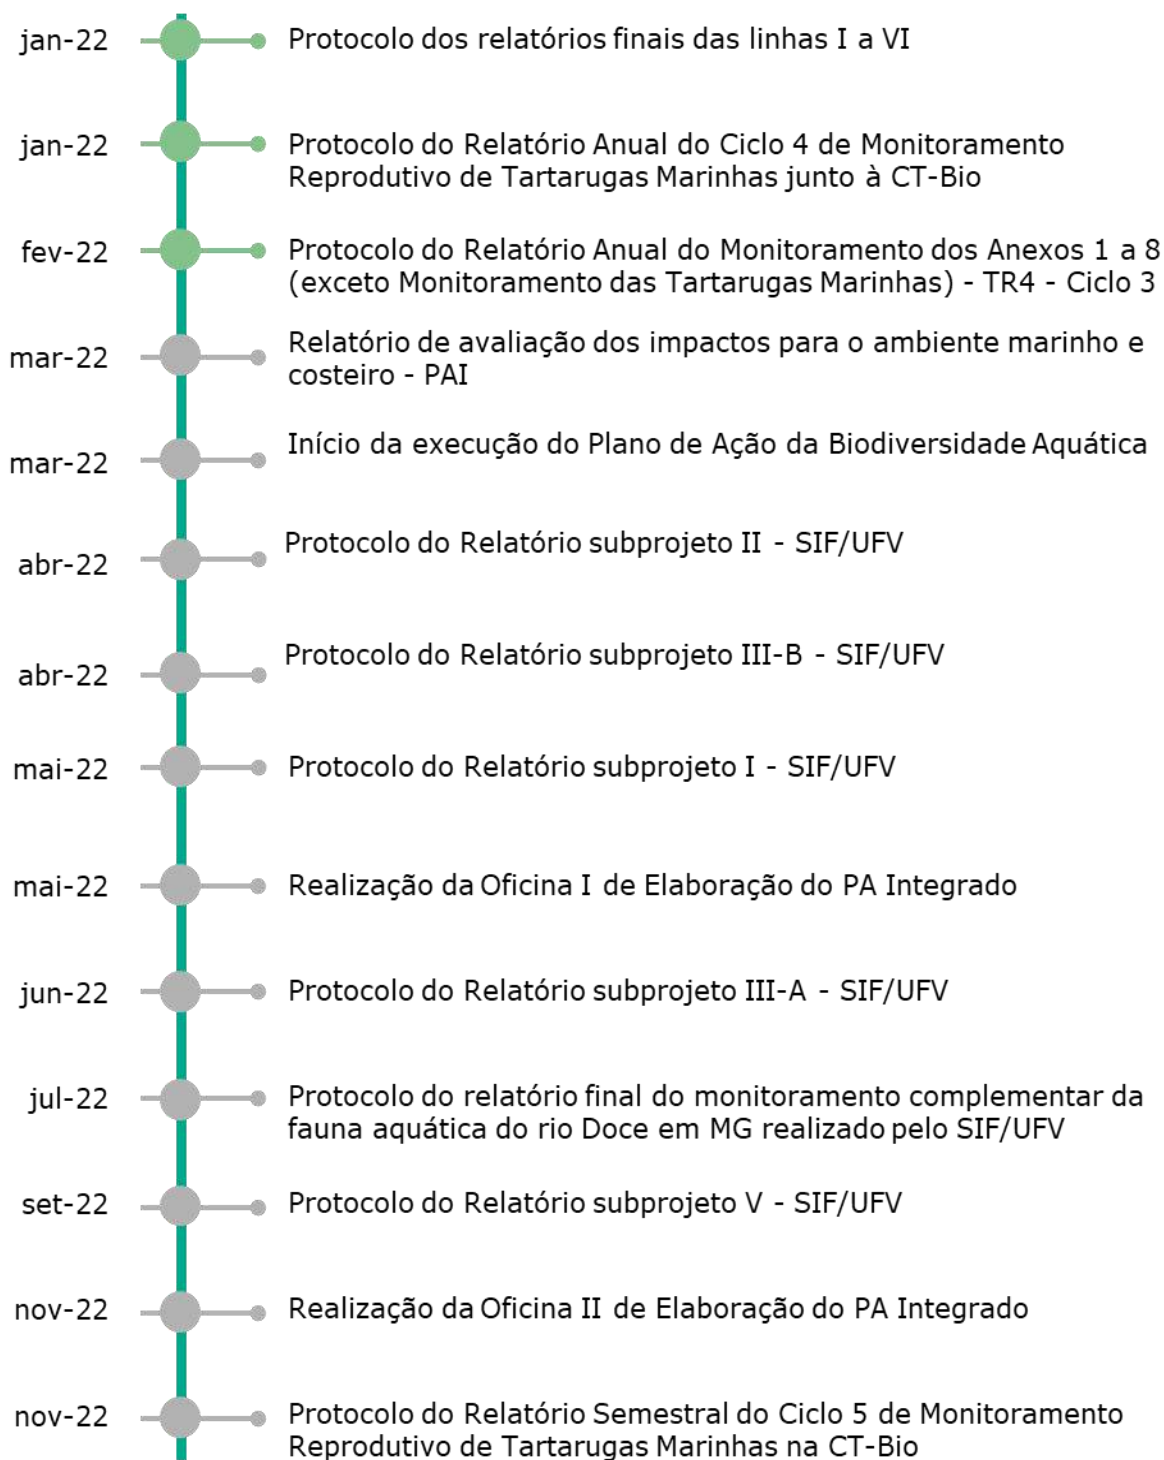 jan-22 Protocolo dos relatórios finais das linhas I a VI
jan-22 Protocolo do Relatório Anual do Ciclo 4 de Monitoramento
Reprodutivo de Tartarugas Marinhas junto à CT-Bio
fev-22 Protocolo do Relatório Anual do Monitoramento dos Anexos 1 a 8
(exceto Monitoramento das Tartarugas Marinhas) - TR4 - Ciclo 3
mar-22 Relatório de avaliação dos impactos para o ambiente marinho e
costeiro - PAI
mar-22 Início da execução do Plano de Ação da Biodiversidade Aquática
abr-22 Protocolo do Relatório subprojeto II - SIF/UFV
abr-22 Protocolo do Relatório subprojeto III-B - SIF/UFV
mai-22 Protocolo do Relatório subprojeto I - SIF/UFV
mai-22 Realização da Oficina I de Elaboração do PA Integrado
jun-22 Protocolo do Relatório subprojeto III-A - SIF/UFV
jul-22 Protocolo do relatório final do monitoramento complementar da
fauna aquática do rio Doce em MG realizado pelo SIF/UFV
set-22 Protocolo do Relatório subprojeto V - SIF/UFV
nov-22 Realização da Oficina II de Elaboração do PA Integrado
nov-22 Protocolo do Relatório Semestral do Ciclo 5 de Monitoramento
Reprodutivo de Tartarugas Marinhas na CT-Bio